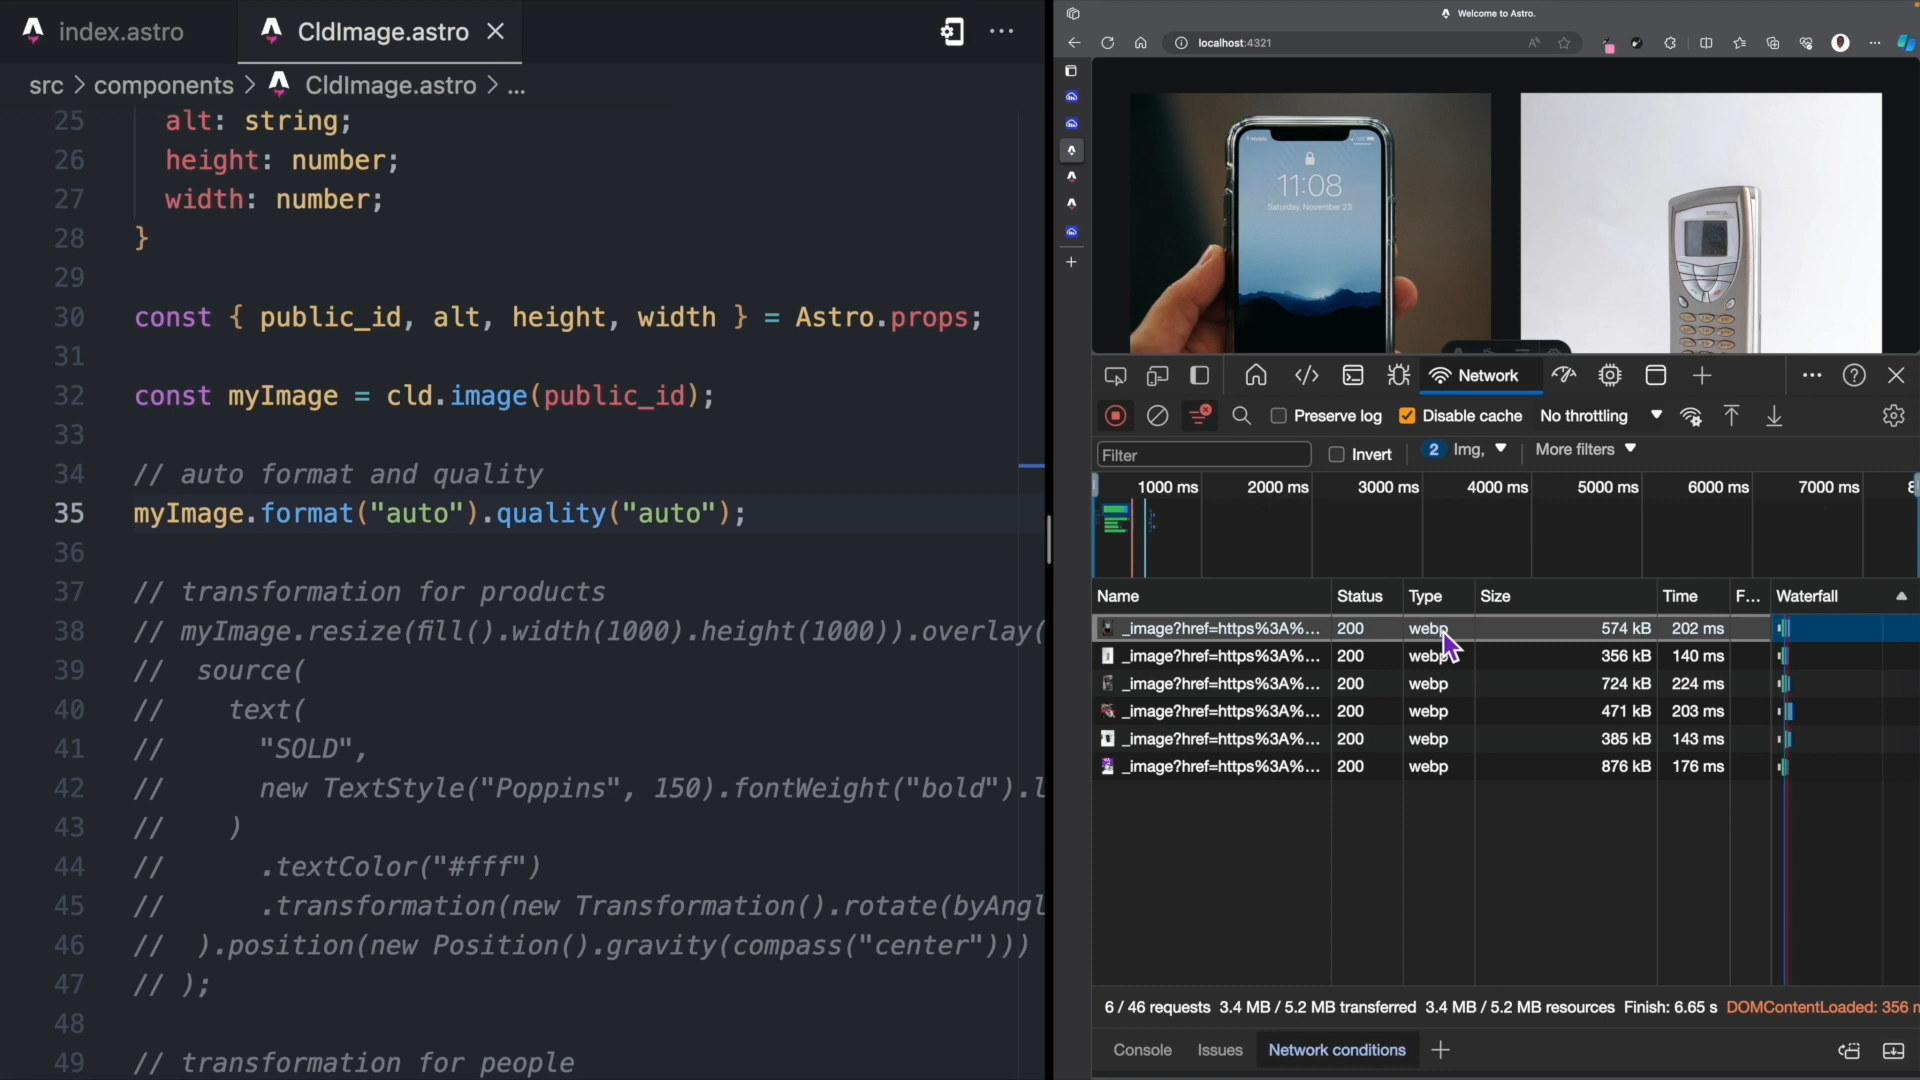 index.astro
CldImage.astro
src > components > CldImage.astro > ...
25 alt: string;
26 height: number;
27 width: number;
28 }
29
30 const { public_id, alt, height, width } = Astro.props;
31
32 const myImage = cld.image(public_id);
33
34 // auto format and quality
35 myImage.format("auto").quality("auto");
36
37 // transformation for products
38 // myImage.resize(fill().width(1000).height(1000)).overlay(
39 // source(
40 // text(
41 // "SOLD",
42 // new TextStyle("Poppins", 150).fontWeight("bold").l
43 // )
44 // .textColor("#fff")
45 // .transformation(new Transformation().rotate(byAngl
46 // ).position(new Position().gravity(compass("center")))
47 // );
48
49 // transformation for people
Welcome to Astro.
localhost:4321
11:08
Saturday, November 23
Network
Preserve log Disable cache No throttling
Filter Invert 2 Img, More filters
1000 ms 2000 ms 3000 ms 4000 ms 5000 ms 6000 ms 7000 ms
Name Status Type Size Time F... Waterfall
_image?href=https%3A%... 200 webp 574 kB 202 ms
_image?href=https%3A%... 200 webp 356 kB 140 ms
_image?href=https%3A%... 200 webp 724 kB 224 ms
_image?href=https%3A%... 200 webp 471 kB 203 ms
_image?href=https%3A%... 200 webp 385 kB 143 ms
_image?href=https%3A%... 200 webp 876 kB 176 ms
6 / 46 requests 3.4 MB / 5.2 MB transferred 3.4 MB / 5.2 MB resources Finish: 6.65 s DOMContentLoaded: 356 m
Console Issues Network conditions